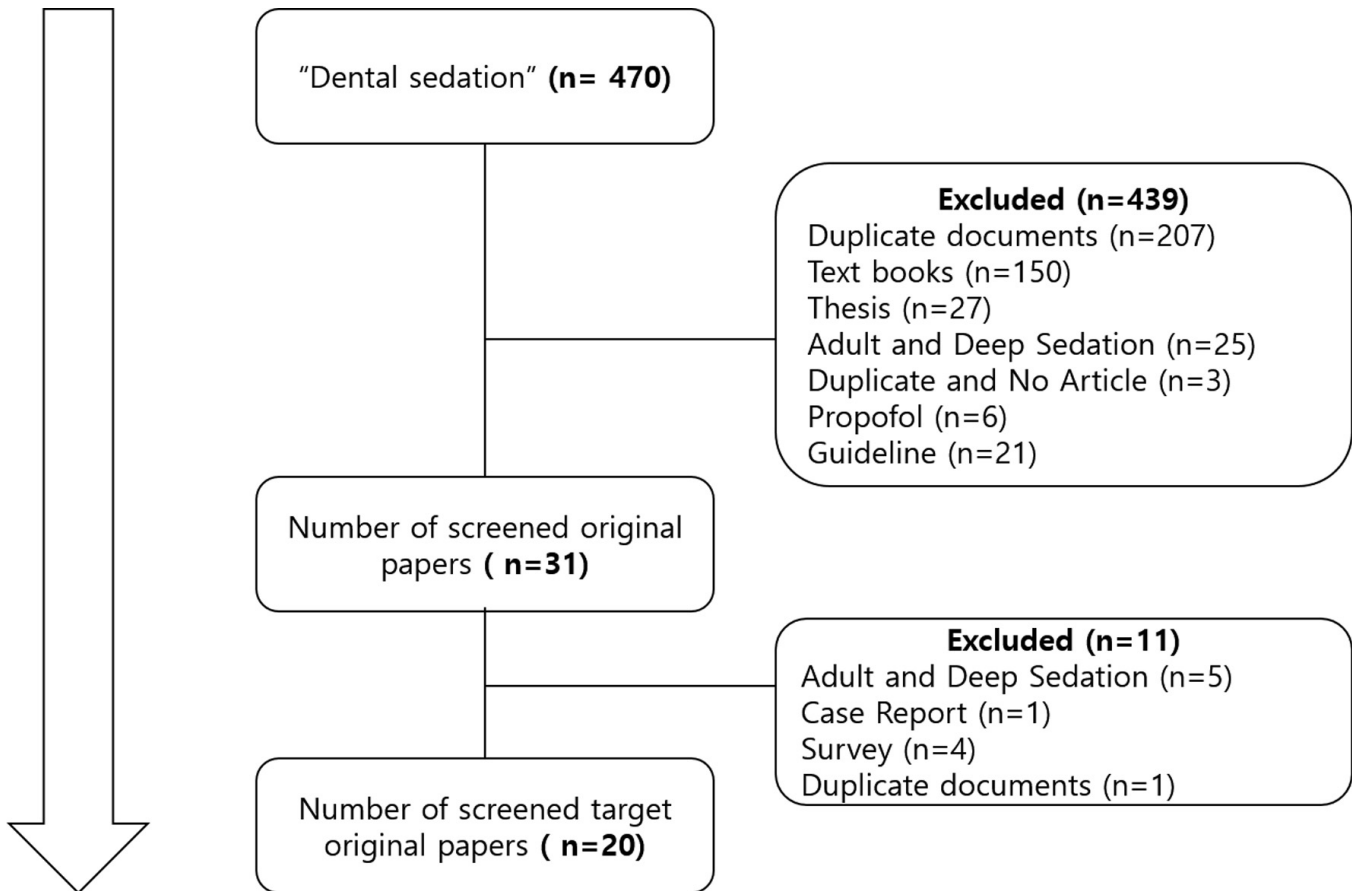 “Dental sedation” (n= 470)
Excluded (n=439)
Duplicate documents (n=207)
Text books (n=150)
Thesis (n=27)
Adult and Deep Sedation (n=25)
Duplicate and No Article (n=3)
Propofol (n=6)
Guideline (n=21)
Number of screened original
papers ( n=31)
Excluded (n=11)
Adult and Deep Sedation (n=5)
Case Report (n=1)
Survey (n=4)
Duplicate documents (n=1)
Number of screened target
original papers ( n=20)